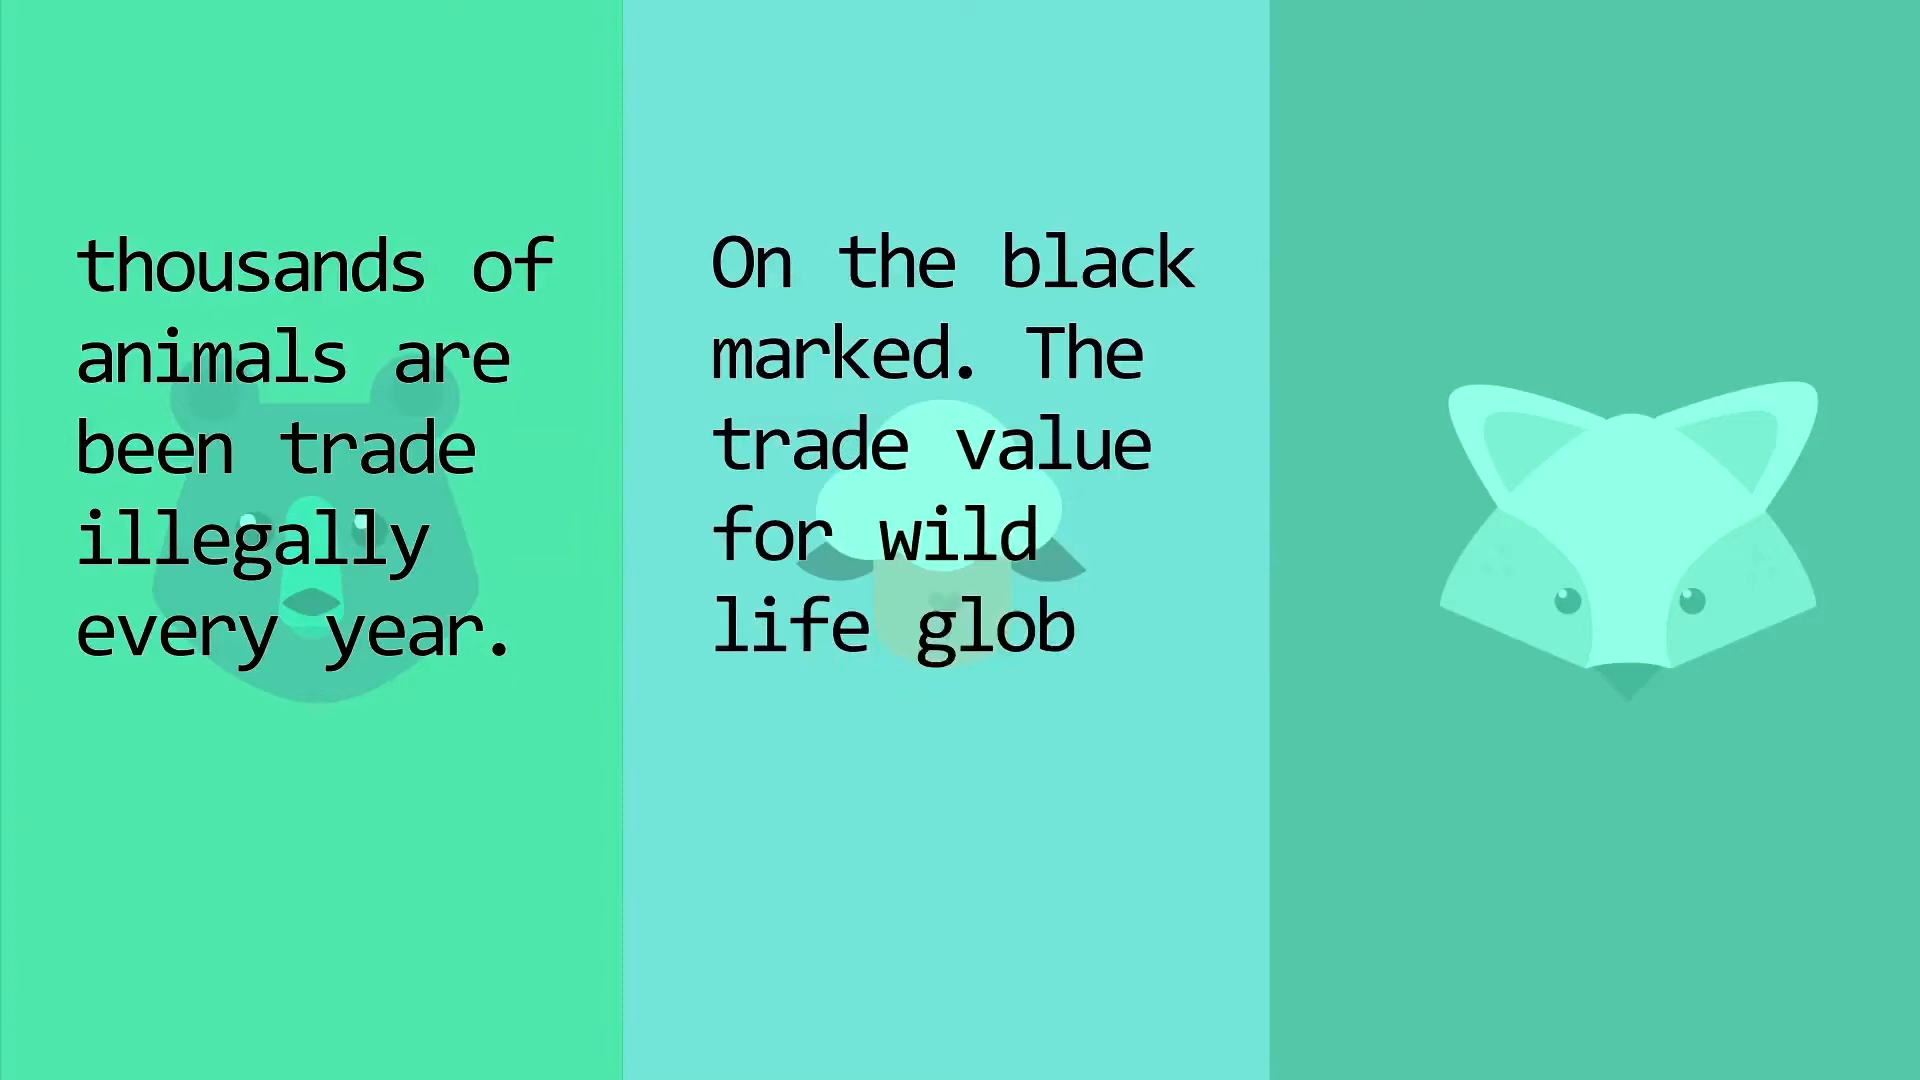 thousands of
animals are
been trade
illegally
every year.
On the black
marked. The
trade value
for wild
life glob